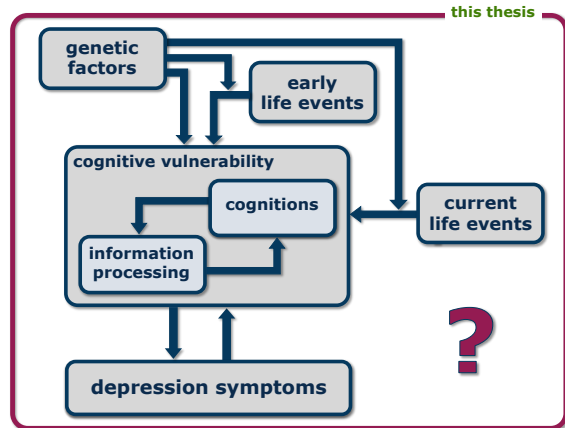 this thesis
genetic
factors
early
life events
cognitive vulnerability
cognitions
current
life events
information
processing
?
depression symptoms